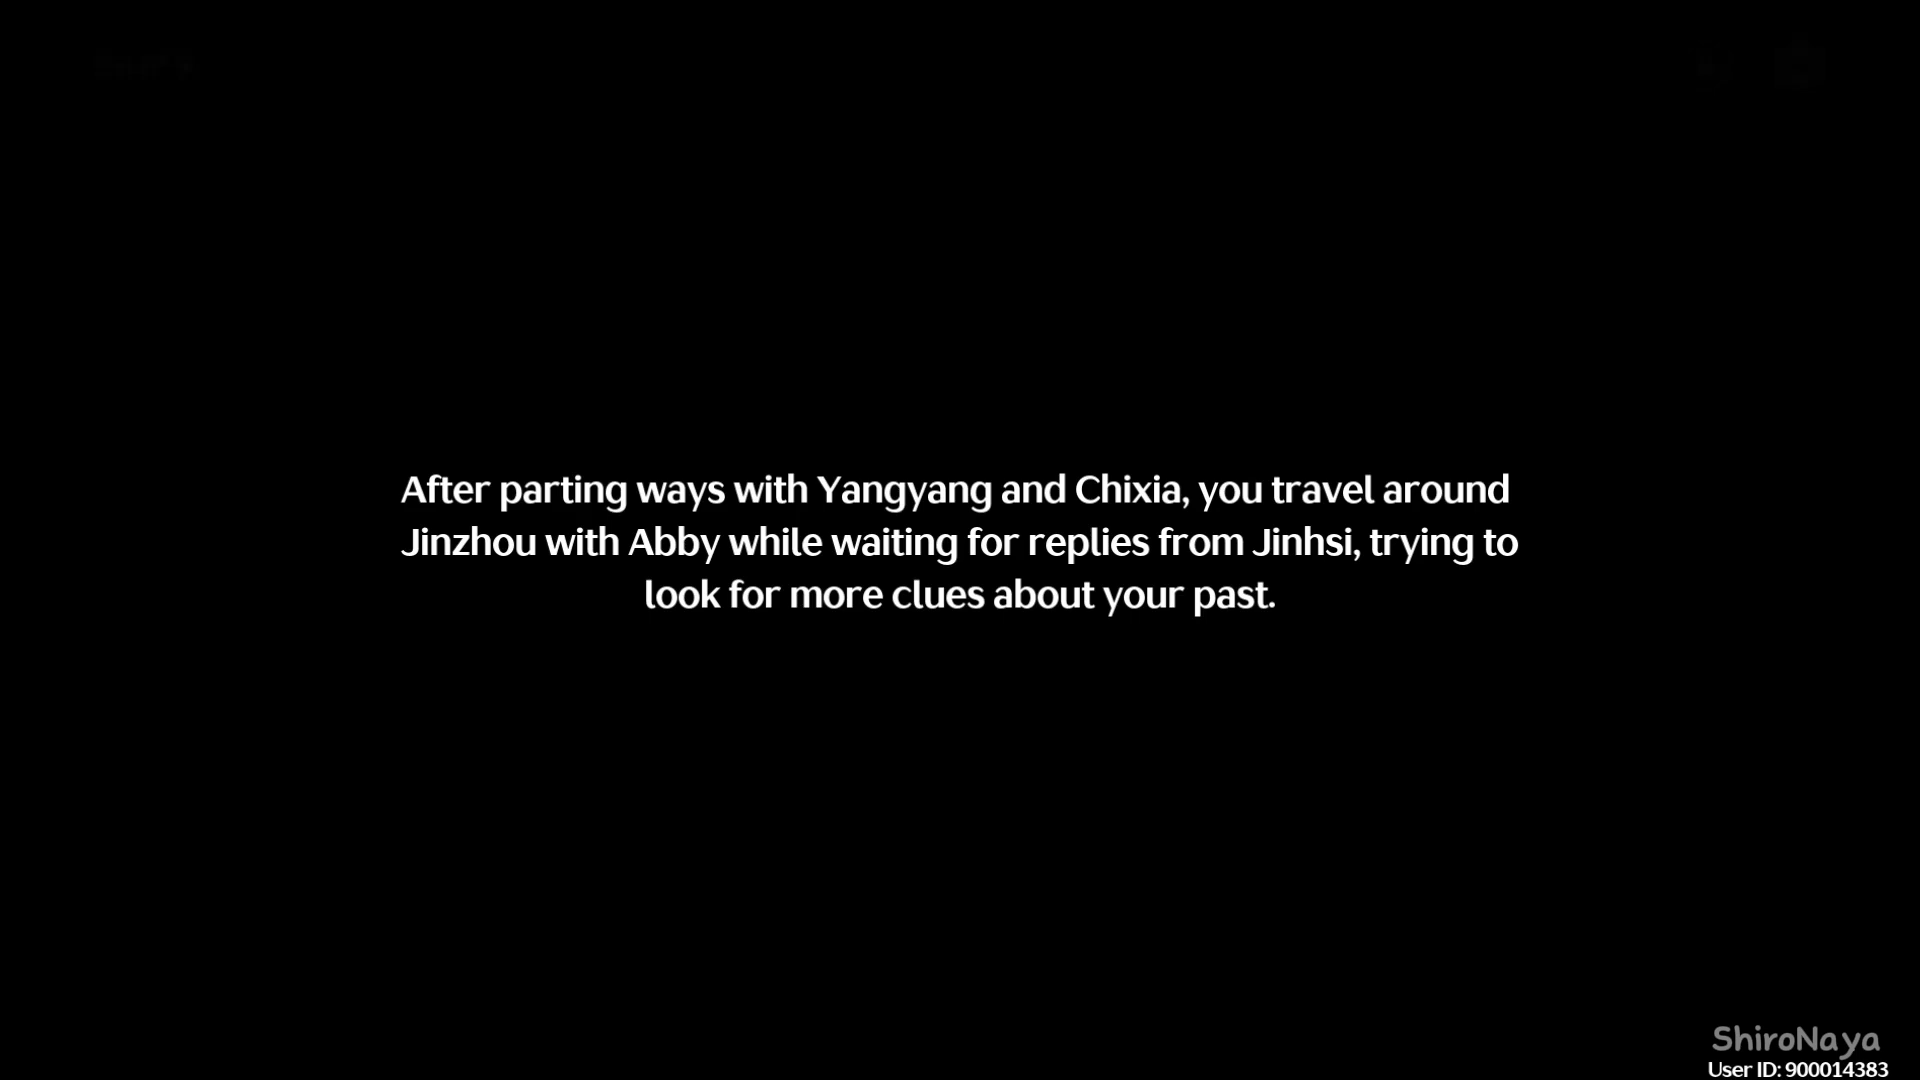 After parting ways with Yangyang and Chixia, you travel around
Jinzhou with Abby while waiting for replies from Jinhsi, trying to
look for more clues about your past.
ShiroNaya
User ID: 900014383